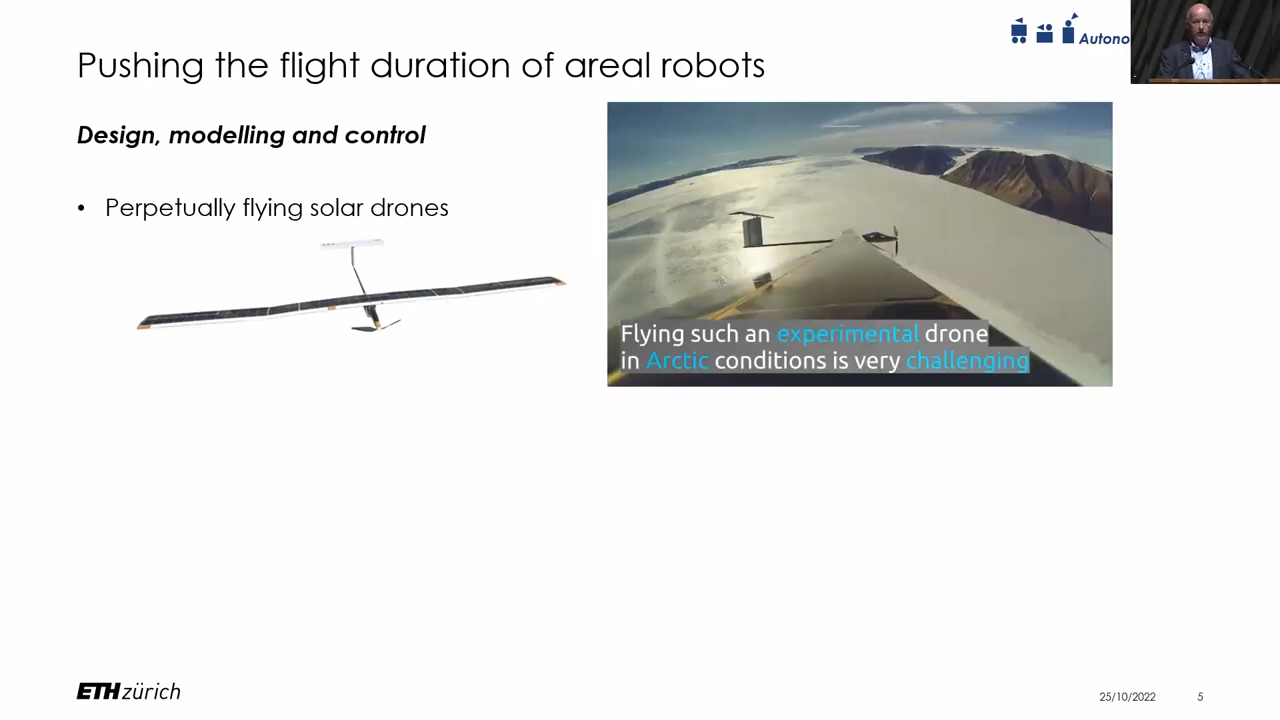 Autono
Pushing the flight duration of areal robots
Design, modelling and control
• Perpetually flying solar drones
Flying such an experimental drone
in Arctic conditions is very challenging
ETH zürich
25/10/2022
5